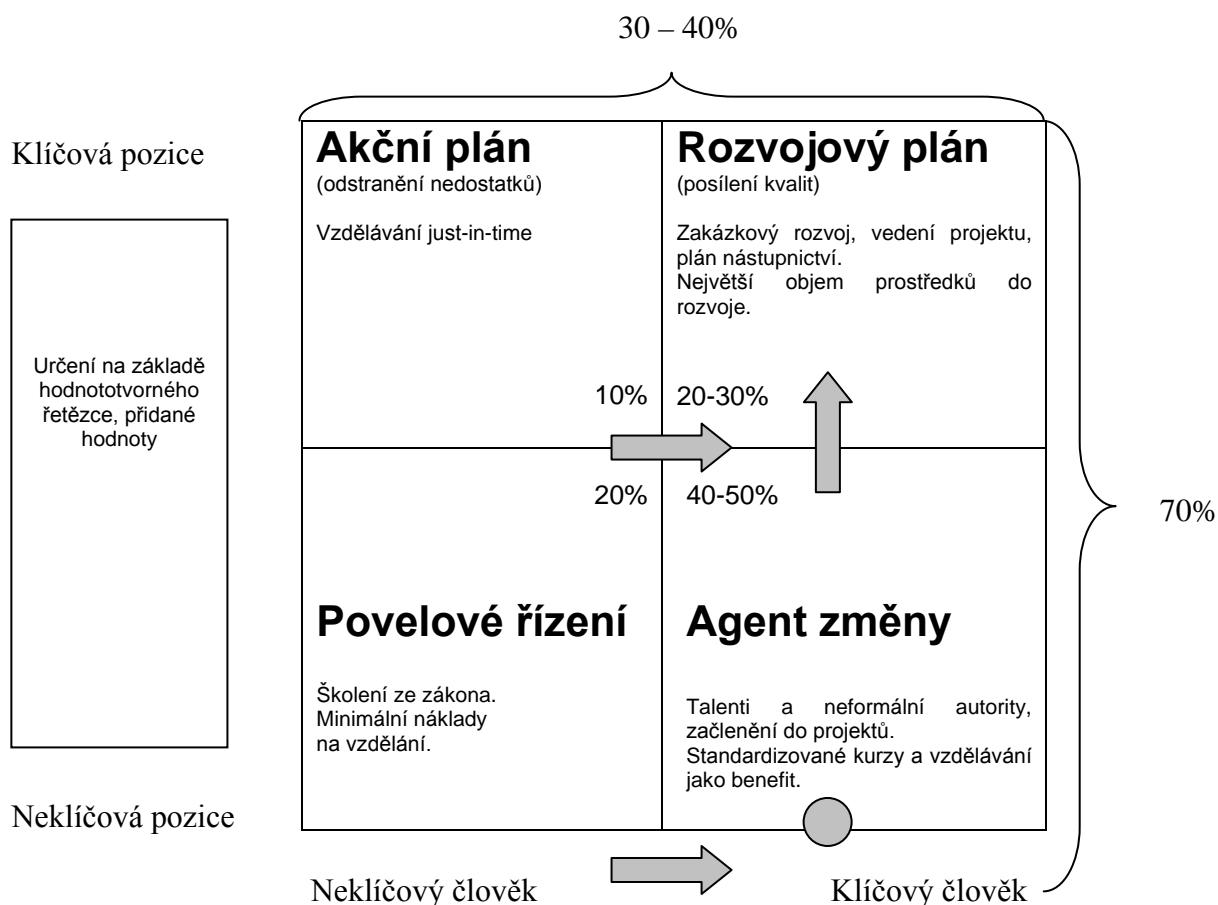 30 – 40%
Klíčová pozice
Akční plán
(odstranění nedostatků)
Vzdělávání just-in-time
Rozvojový plán
(posílení kvalit)
Zakázkový rozvoj, vedení projektu,
plán nástupnictví.
Největší objem prostředků do
rozvoje.
Určení na základě
hodnototvorného
řetězce, přidané
hodnoty
10%
20-30%
20%
40-50%
70%
Povelové řízení
Školení ze zákona.
Minimální náklady
na vzdělání.
Agent změny
Talenti a neformální autority,
začlenění do projektů.
Standardizované kurzy a vzdělávání
jako benefit.
Neklíčová pozice
Neklíčový člověk
Klíčový člověk